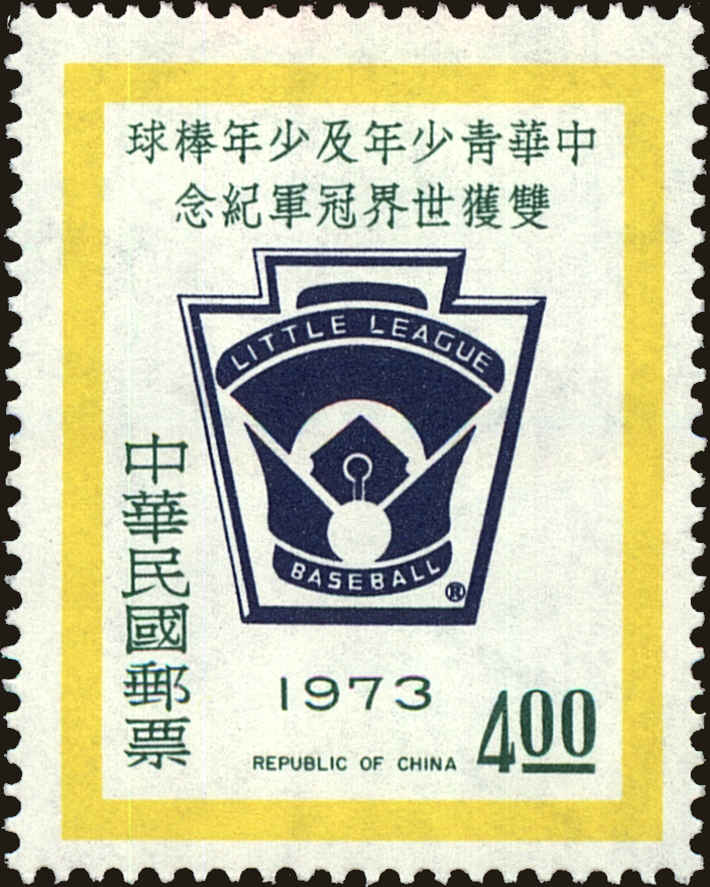 中華青少年及少年棒球
雙獲世界冠軍紀念
LITTLE LEAGUE
BASEBALL
®
中華民國郵票
1973
REPUBLIC OF CHINA
4.00